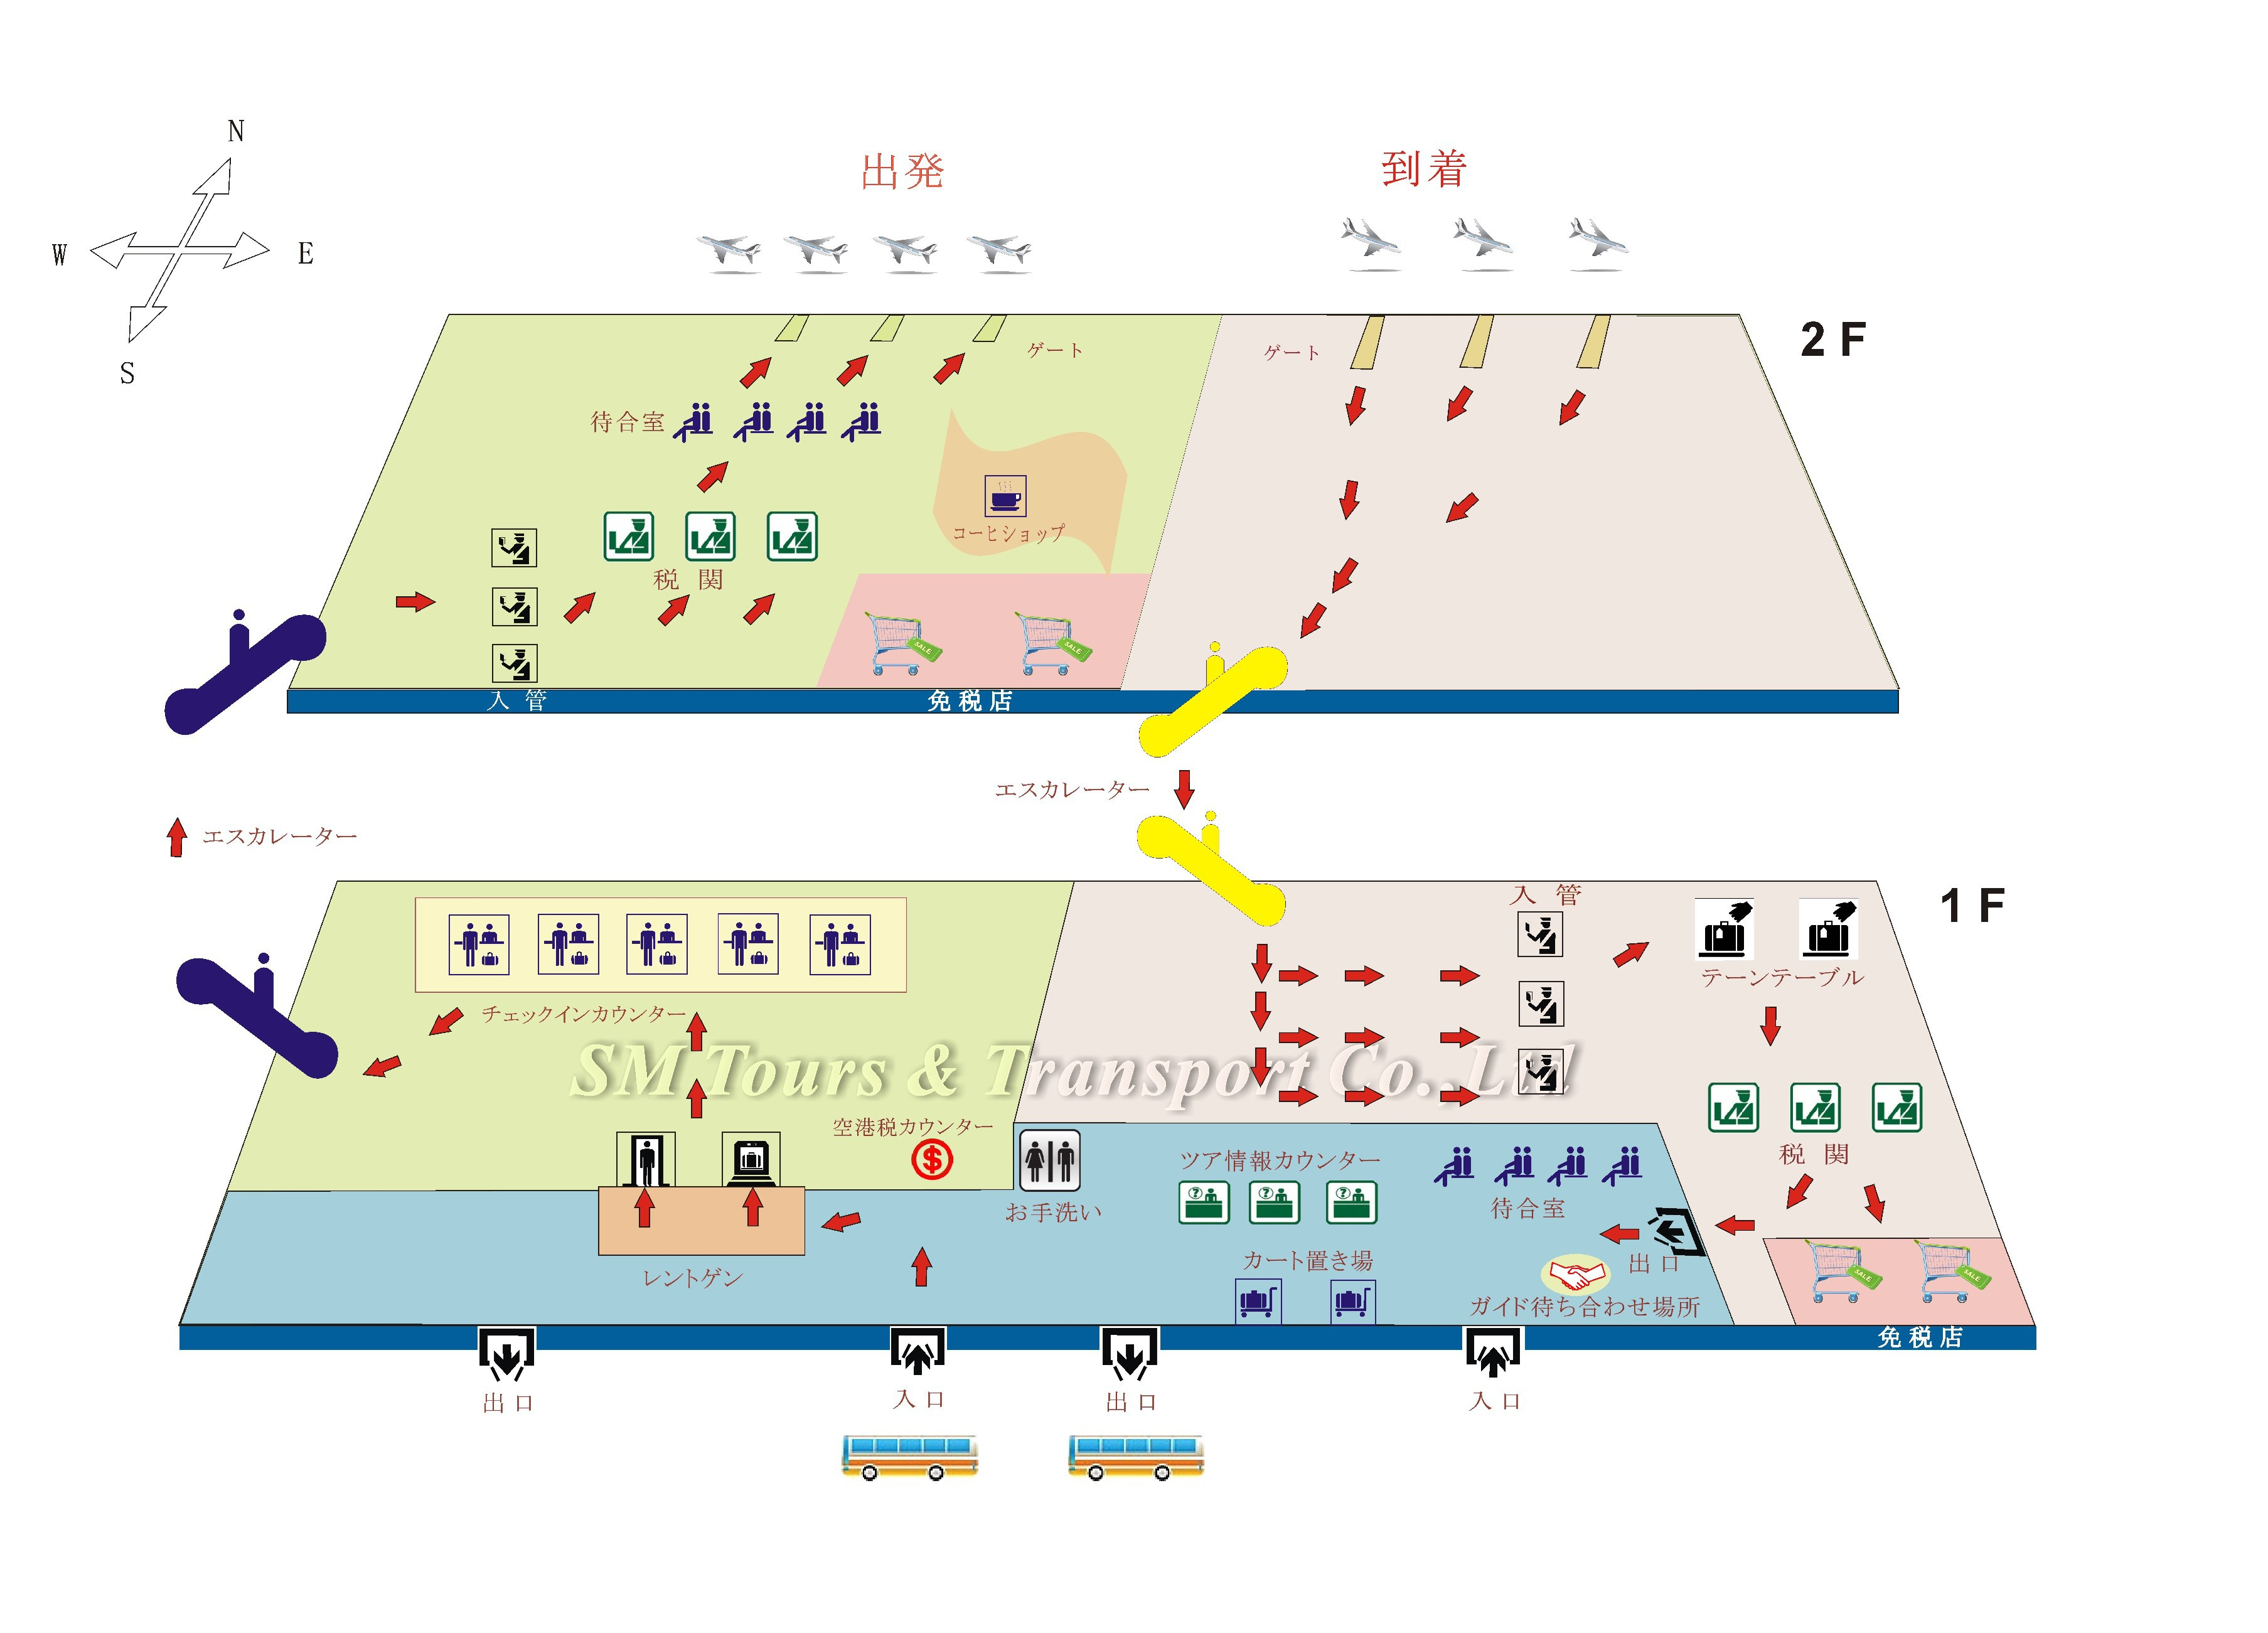 N
W
E
S
出発
到着
2 F
ゲート
ゲート
待合室
コーヒショップ
税 関
SALE
SALE
入 管
免 税 店
エスカレーター
エスカレーター
1 F
入 管
チェックインカウンター
テーンテーブル
SM Tours & Transport Co.,Ltd
空港税カウンター
$
税 関
ツア情報カウンター
待合室
お手洗い
カート置き場
出 口
レントゲン
ガイド待ち合わせ場所
SALE
SALE
免 税 店
出 口
入 口
出 口
入 口